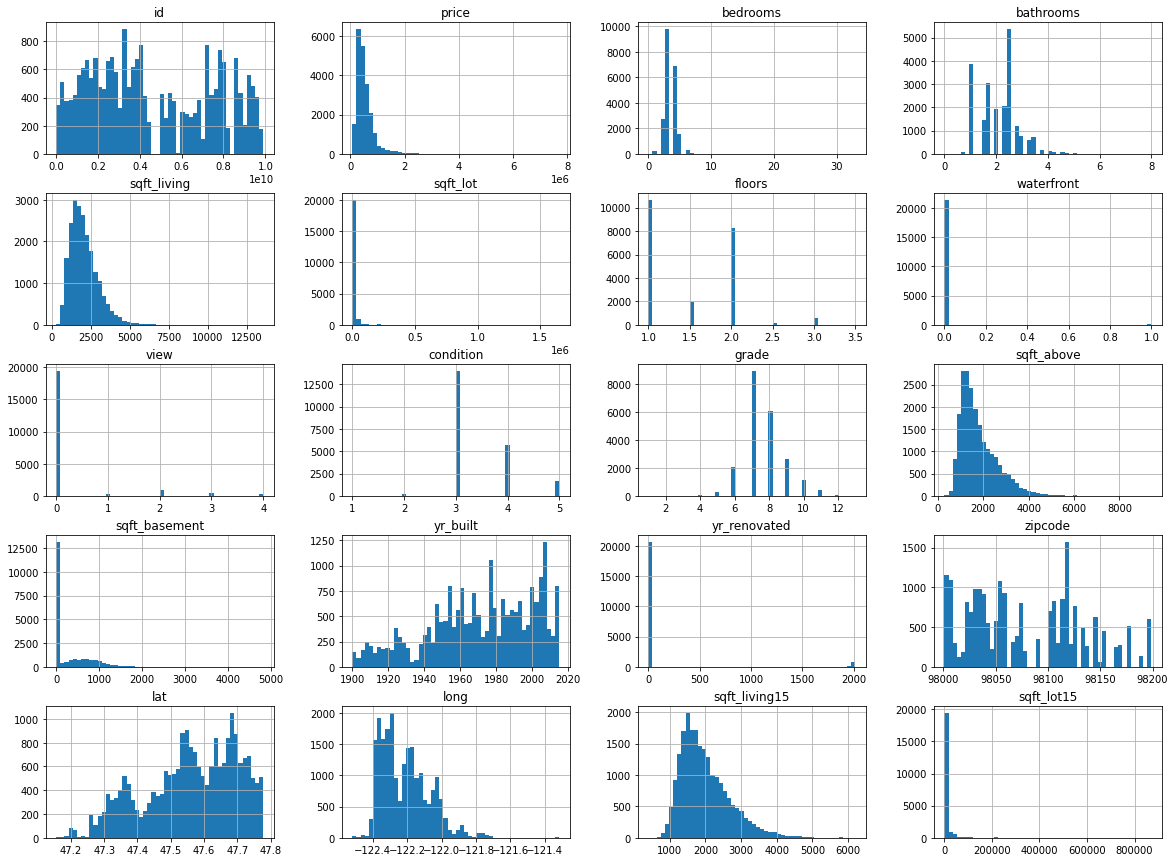 id
800
600
400
200
0
0.0 0.2 0.4 0.6 0.8 1.0
1e10
price
6000
4000
2000
0
0 2 4 6 8
1e6
bedrooms
10000
8000
6000
4000
2000
0
0 10 20 30
bathrooms
5000
4000
3000
2000
1000
0
0 2 4 6 8
sqft_living
3000
2000
1000
0
0 2500 5000 7500 10000 12500
sqft_lot
20000
15000
10000
5000
0
0.0 0.5 1.0 1.5
1e6
floors
10000
8000
6000
4000
2000
0
1.0 1.5 2.0 2.5 3.0 3.5
waterfront
20000
15000
10000
5000
0
0.0 0.2 0.4 0.6 0.8 1.0
view
20000
15000
10000
5000
0
0 1 2 3 4
condition
12500
10000
7500
5000
2500
0
1 2 3 4 5
grade
8000
6000
4000
2000
0
2 4 6 8 10 12
sqft_above
2500
2000
1500
1000
500
0
0 2000 4000 6000 8000
sqft_basement
12500
10000
7500
5000
2500
0
0 1000 2000 3000 4000 5000
yr_built
1250
1000
750
500
250
0
1900 1920 1940 1960 1980 2000 2020
yr_renovated
20000
15000
10000
5000
0
0 500 1000 1500 2000
zipcode
1500
1000
500
0
98000 98050 98100 98150 98200
lat
1000
800
600
400
200
0
47.2 47.3 47.4 47.5 47.6 47.7 47.8
long
2000
1500
1000
500
0
−122.4 −122.2 −122.0 −121.8 −121.6 −121.4
sqft_living15
2000
1500
1000
500
0
0 1000 2000 3000 4000 5000 6000
sqft_lot15
20000
15000
10000
5000
0
0 200000 400000 600000 800000